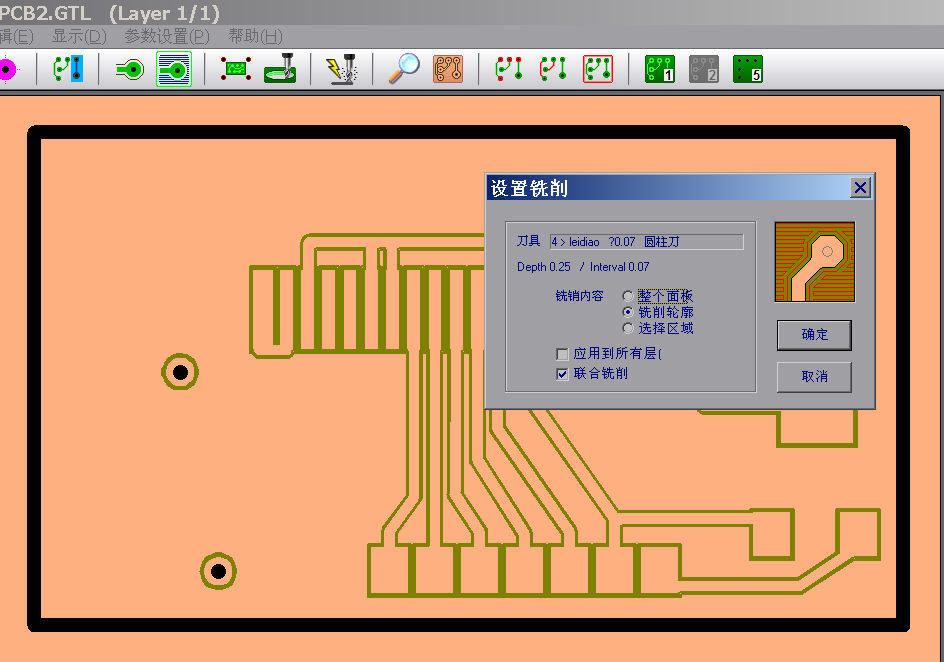 PCB2.GTL (Layer 1/1)
辑(E) 显示(D) 参数设置(P) 帮助(H)
1 2 5
设置铣削
刀具 4 > leidiao ?0.07 圆柱刀
Depth 0.25 / Interval 0.07
铣销内容 整个面板
铣削轮廓
选择区域
应用到所有层(
联合铣削
确定
取消